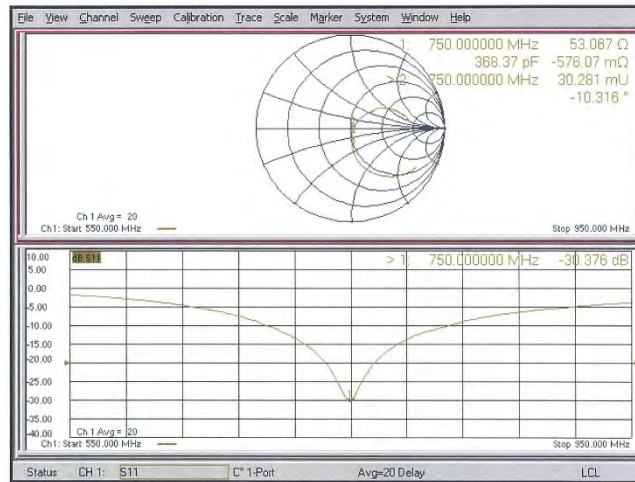 File View Channel Sweep Calibration Trace Scale Marker System Window Help
1: 750.000000 MHz 53.067 Ω
368.37 pF -576.07 mΩ
> 2: 750.000000 MHz 30.281 mU
-10.316 °
Ch 1 Avg = 20
Ch1: Start 550.000 MHz
Stop 950.000 MHz
dB S11
> 1: 750.000000 MHz -30.376 dB
10.00
5.00
0.00
-5.00
-10.00
-15.00
-20.00
-25.00
-30.00
-35.00
-40.00
1
Ch 1 Avg = 20
Ch1: Start 550.000 MHz
Stop 950.000 MHz
Status CH 1: S11 C* 1-Port Avg=20 Delay LCL